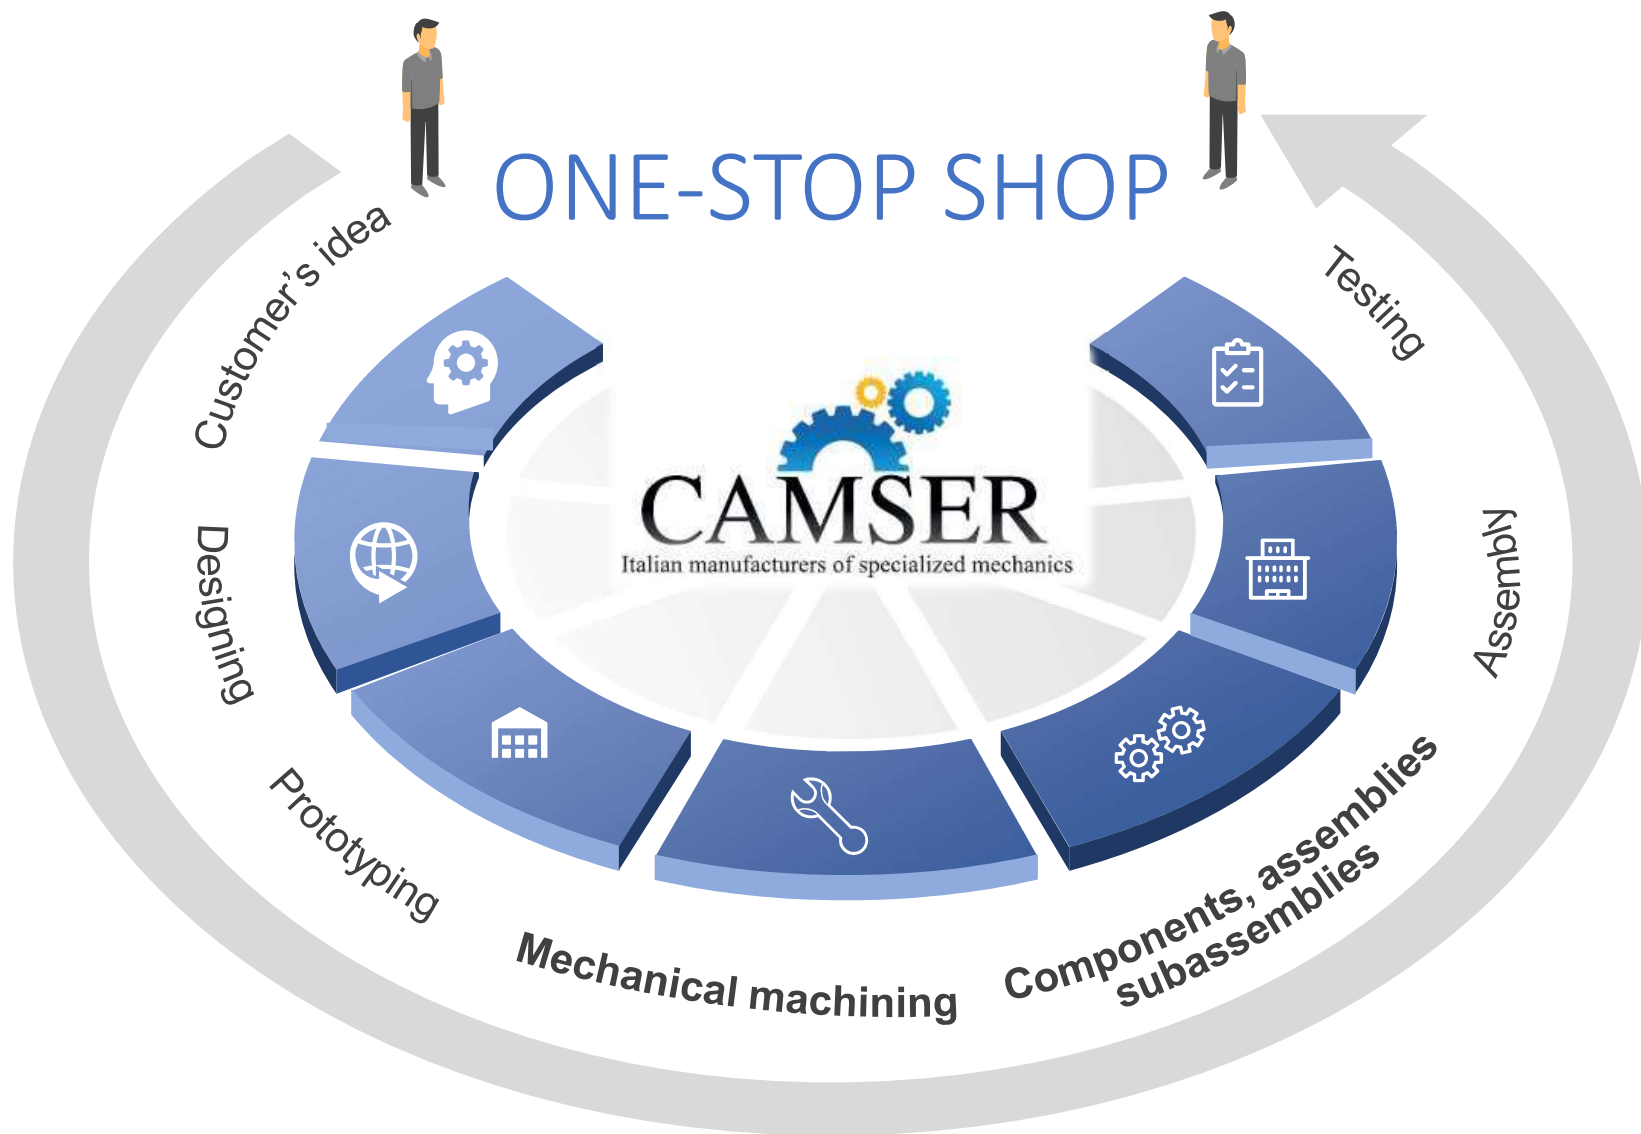 ONE-STOP SHOP
Customer’s idea
Designing
Prototyping
Mechanical machining
Components, assemblies
subassemblies
Assembly
Testing
CAMSER
Italian manufacturers of specialized mechanics